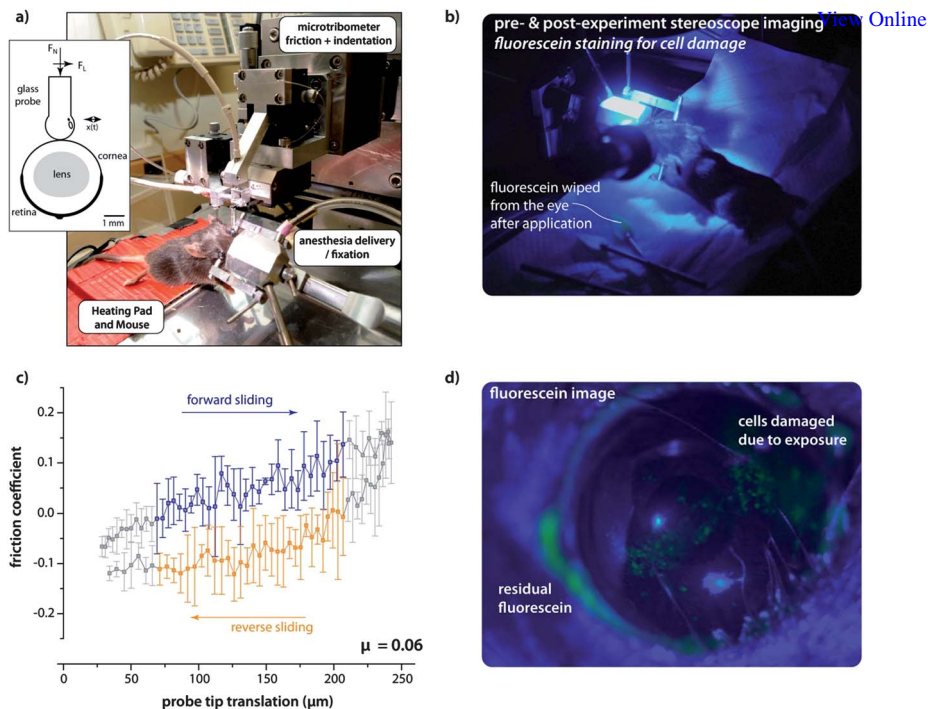 a)
microtribometer
friction + indentation
F_N
F_L
glass
probe
x(t)
cornea
lens
retina
1 mm
anesthesia delivery
/ fixation
Heating Pad
and Mouse
b)
View Online
pre- & post-experiment stereoscope imaging
fluorescein staining for cell damage
fluorescein wiped
from the eye
after application
c)
forward sliding
reverse sliding
μ = 0.06
friction coefficient
0.2
0.1
0.0
-0.1
-0.2
0
50
100
150
200
250
probe tip translation (μm)
d)
fluorescein image
cells damaged
due to exposure
residual
fluorescein